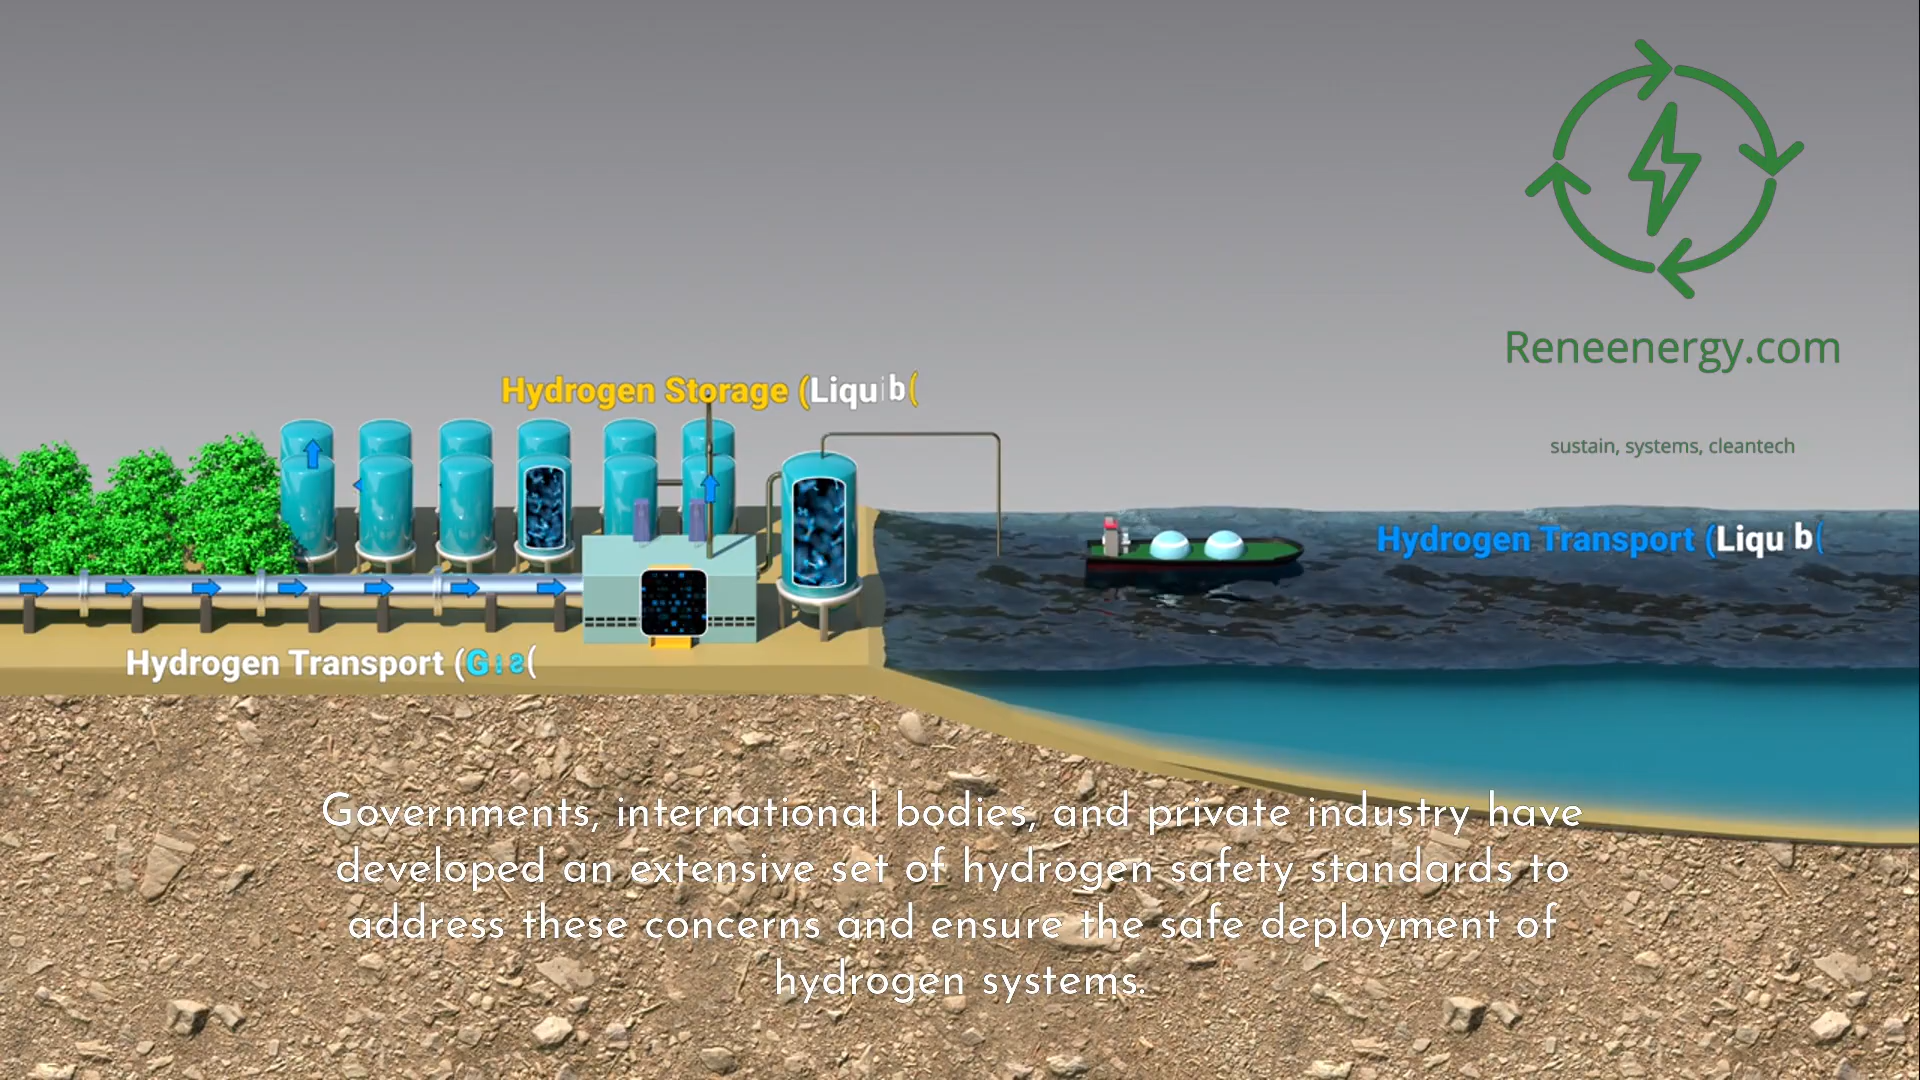 Reneenergy.com
sustain, systems, cleantech
Hydrogen Storage (Liqu
Hydrogen Transport (Liqu
Hydrogen Transport (G
Governments, international bodies, and private industry have
developed an extensive set of hydrogen safety standards to
address these concerns and ensure the safe deployment of
hydrogen systems.